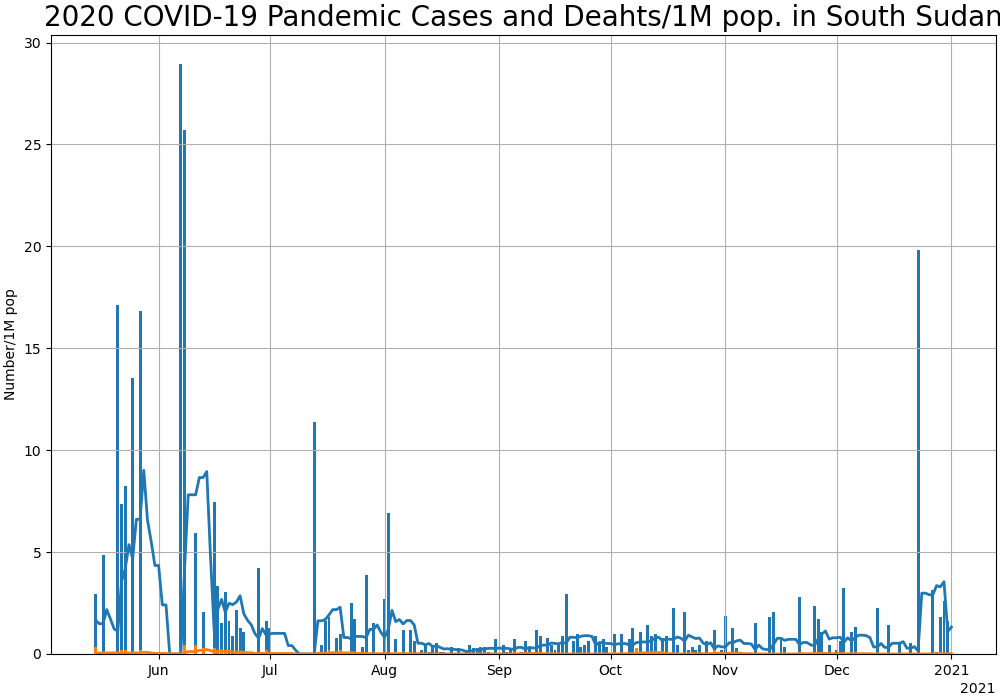 2020 COVID-19 Pandemic Cases and Deahts/1M pop. in South Sudan
30
25
20
15
10
5
0
Number/1M pop
Jun Jul Aug Sep Oct Nov Dec 2021
2021